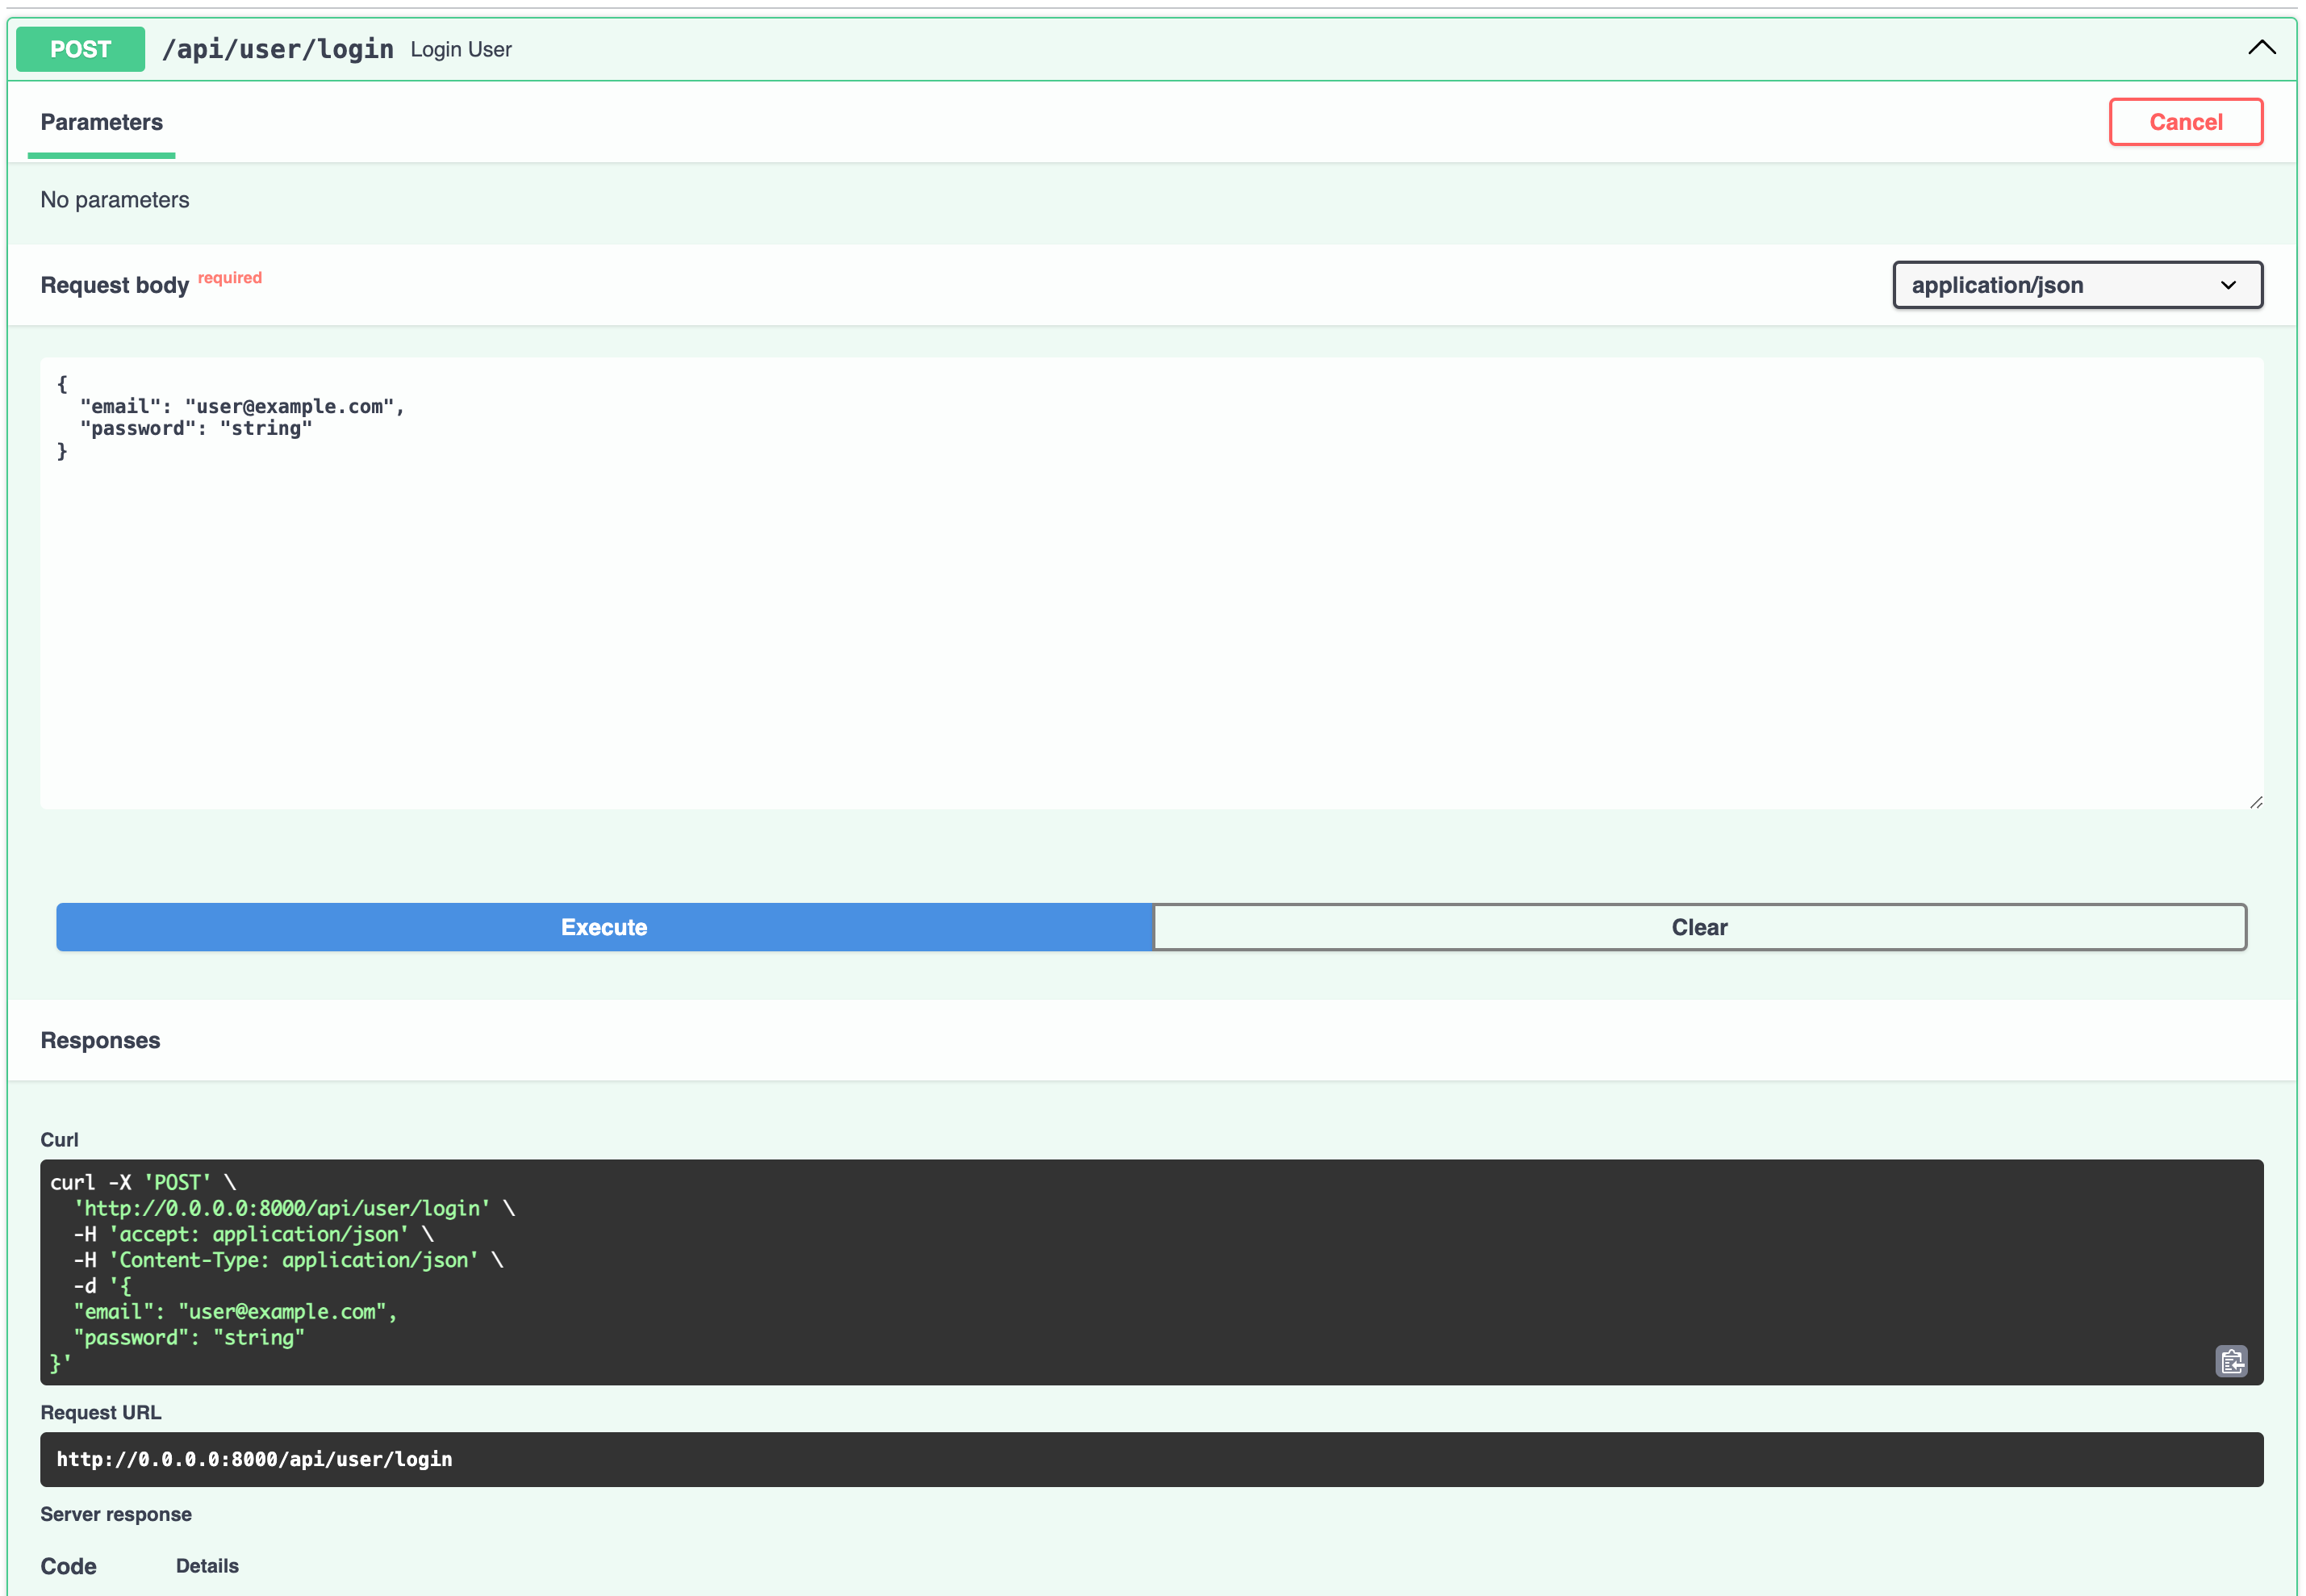 POST /api/user/login Login User
Parameters
Cancel
No parameters
Request body required
application/json
{
  "email": "user@example.com",
  "password": "string"
}
Execute
Clear
Responses
Curl
curl -X 'POST' \
  'http://0.0.0.0:8000/api/user/login' \
  -H 'accept: application/json' \
  -H 'Content-Type: application/json' \
  -d '{
  "email": "user@example.com",
  "password": "string"
}'
Request URL
http://0.0.0.0:8000/api/user/login
Server response
Code Details